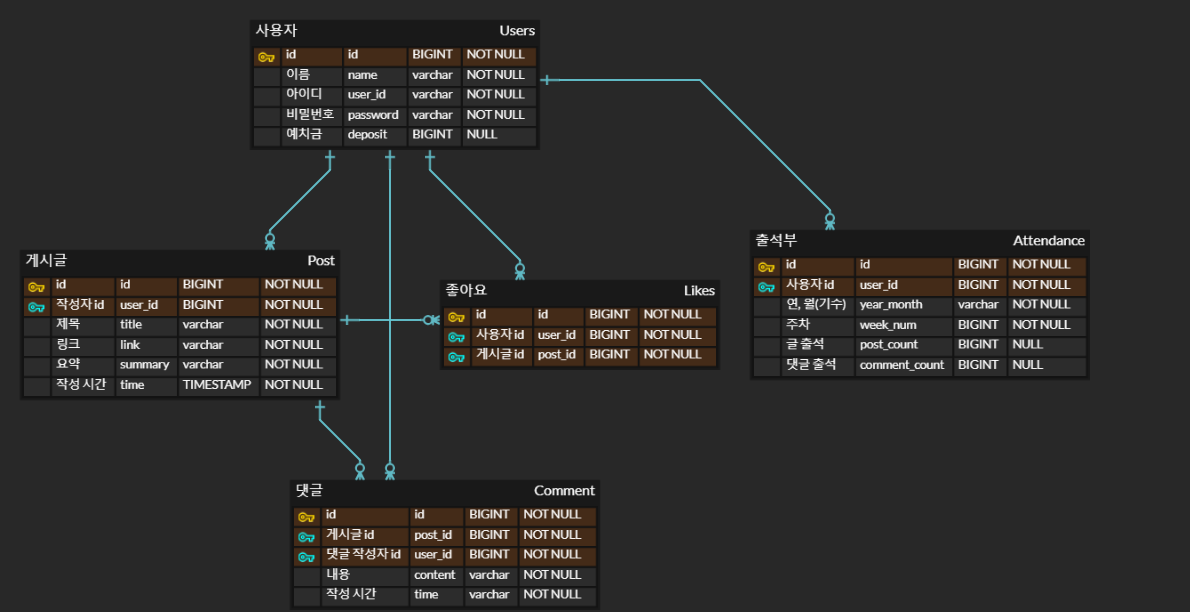 사용자 Users
id id BIGINT NOT NULL
이름 name varchar NOT NULL
아이디 user_id varchar NOT NULL
비밀번호 password varchar NOT NULL
예치금 deposit BIGINT NULL
게시글 Post
id id BIGINT NOT NULL
작성자 id user_id BIGINT NOT NULL
제목 title varchar NOT NULL
링크 link varchar NOT NULL
요약 summary varchar NOT NULL
작성 시간 time TIMESTAMP NOT NULL
좋아요 Likes
id id BIGINT NOT NULL
사용자 id user_id BIGINT NOT NULL
게시글 id post_id BIGINT NOT NULL
출석부 Attendance
id id BIGINT NOT NULL
사용자 id user_id BIGINT NOT NULL
연, 월(기수) year_month varchar NOT NULL
주차 week_num BIGINT NOT NULL
글 출석 post_count BIGINT NULL
댓글 출석 comment_count BIGINT NULL
댓글 Comment
id id BIGINT NOT NULL
게시글 id post_id BIGINT NOT NULL
댓글 작성자 id user_id BIGINT NOT NULL
내용 content varchar NOT NULL
작성 시간 time varchar NOT NULL